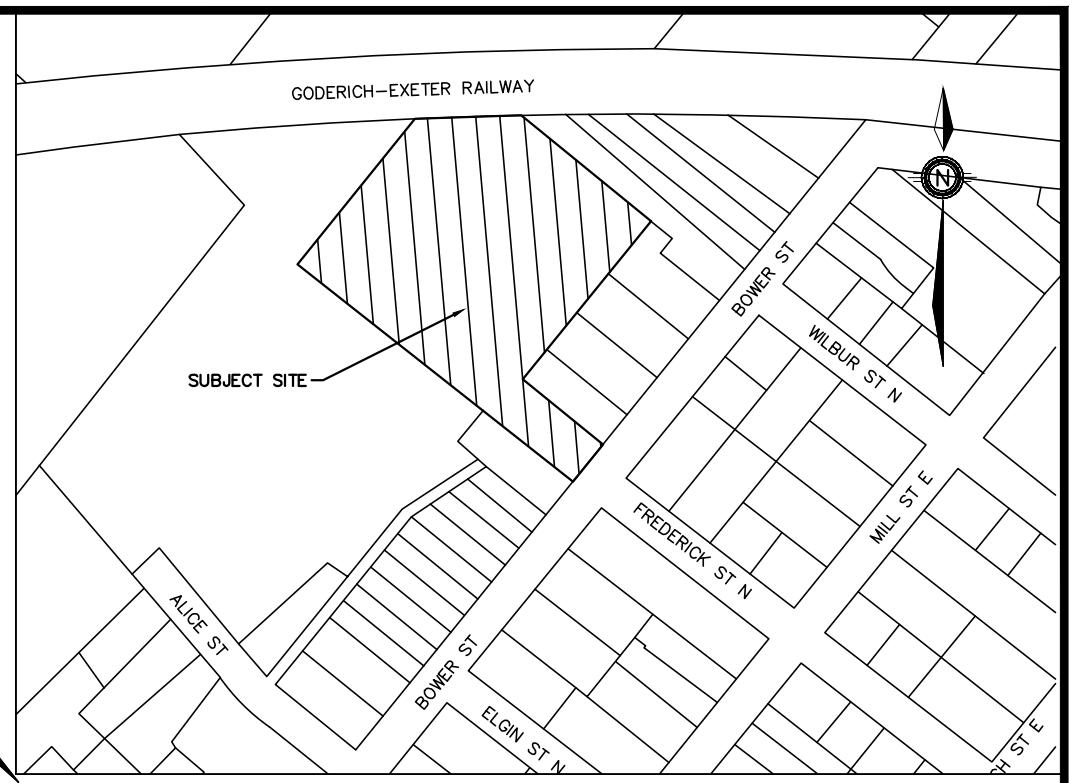 GODERICH-EXETER RAILWAY
N
BOWER ST
WILBUR ST N
SUBJECT SITE
MILL ST E
FREDERICK ST N
ALICE ST
BOWER ST
ELGIN ST N
ST E